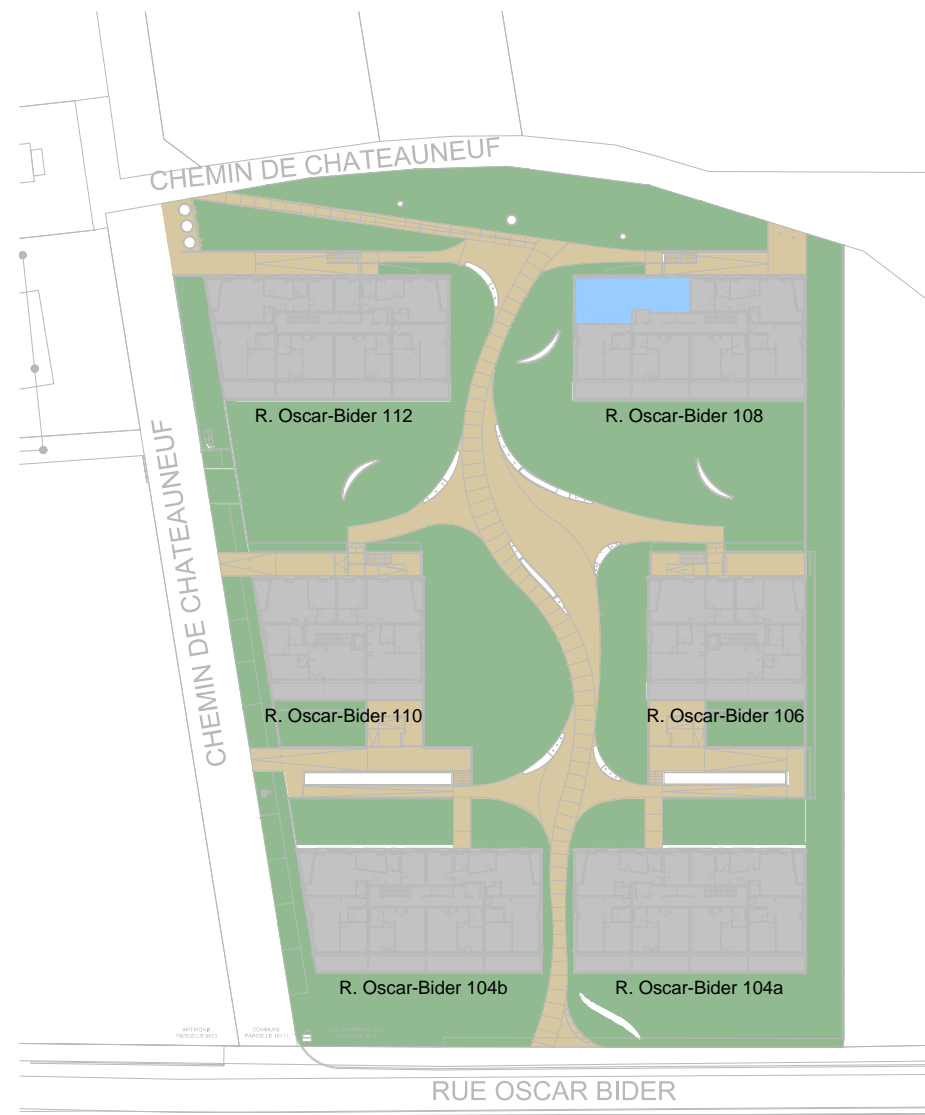 CHEMIN DE CHATEAUNEUF
R. Oscar-Bider 112
R. Oscar-Bider 108
CHEMIN DE CHATEAUNEUF
R. Oscar-Bider 110
R. Oscar-Bider 106
R. Oscar-Bider 104b
R. Oscar-Bider 104a
COMMUNE
RUE OSCAR BIDER